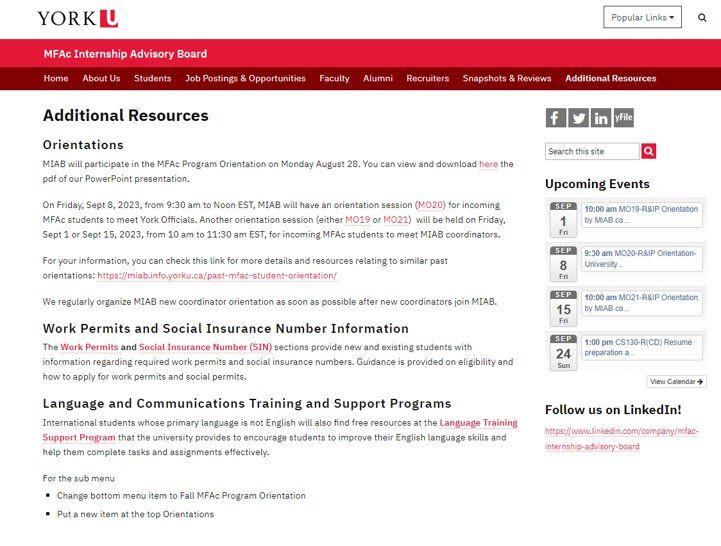 YORK U
Popular Links
MFAc Internship Advisory Board
Home About Us Students Job Postings & Opportunities Faculty Alumni Recruiters Snapshots & Reviews Additional Resources
Additional Resources
Orientations
MIAB will participate in the MFAc Program Orientation on Monday August 28. You can view and download here the
pdf of our PowerPoint presentation.
On Friday, Sept 8, 2023, from 9:30 am to Noon EST, MIAB will have an orientation session (MO20) for incoming
MFAc students to meet York Officials. Another orientation session (either MO19 or MO21) will be held on Friday,
Sept 1 or Sept 15, 2023, from 10 am to 11:30 am EST, for incoming MFAc students to meet MIAB coordinators.
For your information, you can check this link for more details and resources relating to similar past
orientations: https://miab.info.yorku.ca/past-mfac-student-orientation/
We regularly organize MIAB new coordinator orientation as soon as possible after new coordinators join MIAB.
Work Permits and Social Insurance Number Information
The Work Permits and Social Insurance Number (SIN) sections provide new and existing students with
information regarding required work permits and social insurance numbers. Guidance is provided on eligibility and
how to apply for work permits and social permits.
Language and Communications Training and Support Programs
International students whose primary language is not English will also find free resources at the Language Training
Support Program that the university provides to encourage students to improve their English language skills and
help them complete tasks and assignments effectively.
For the sub menu
Change bottom menu item to Fall MFAc Program Orientation
Put a new item at the top Orientations
f in yFile
Search this site
Upcoming Events
SEP 1 Fri
10:00 am MO19-R&IP Orientation
by MIAB co...
SEP 8 Fri
9:30 am MO20-R&IP Orientation-
University...
SEP 15 Fri
10:00 am MO21-R&IP Orientation
by MIAB co...
SEP 24 Sun
1:00 pm CS130-R(CD) Resume
preparation a...
View Calendar
Follow us on LinkedIn!
https://www.linkedin.com/company/mfac-
internship-advisory-board